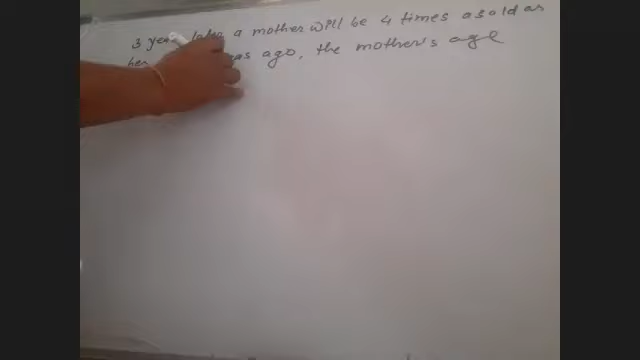 3 years later a mother will be 4 times as old as
her ago, the mother's age